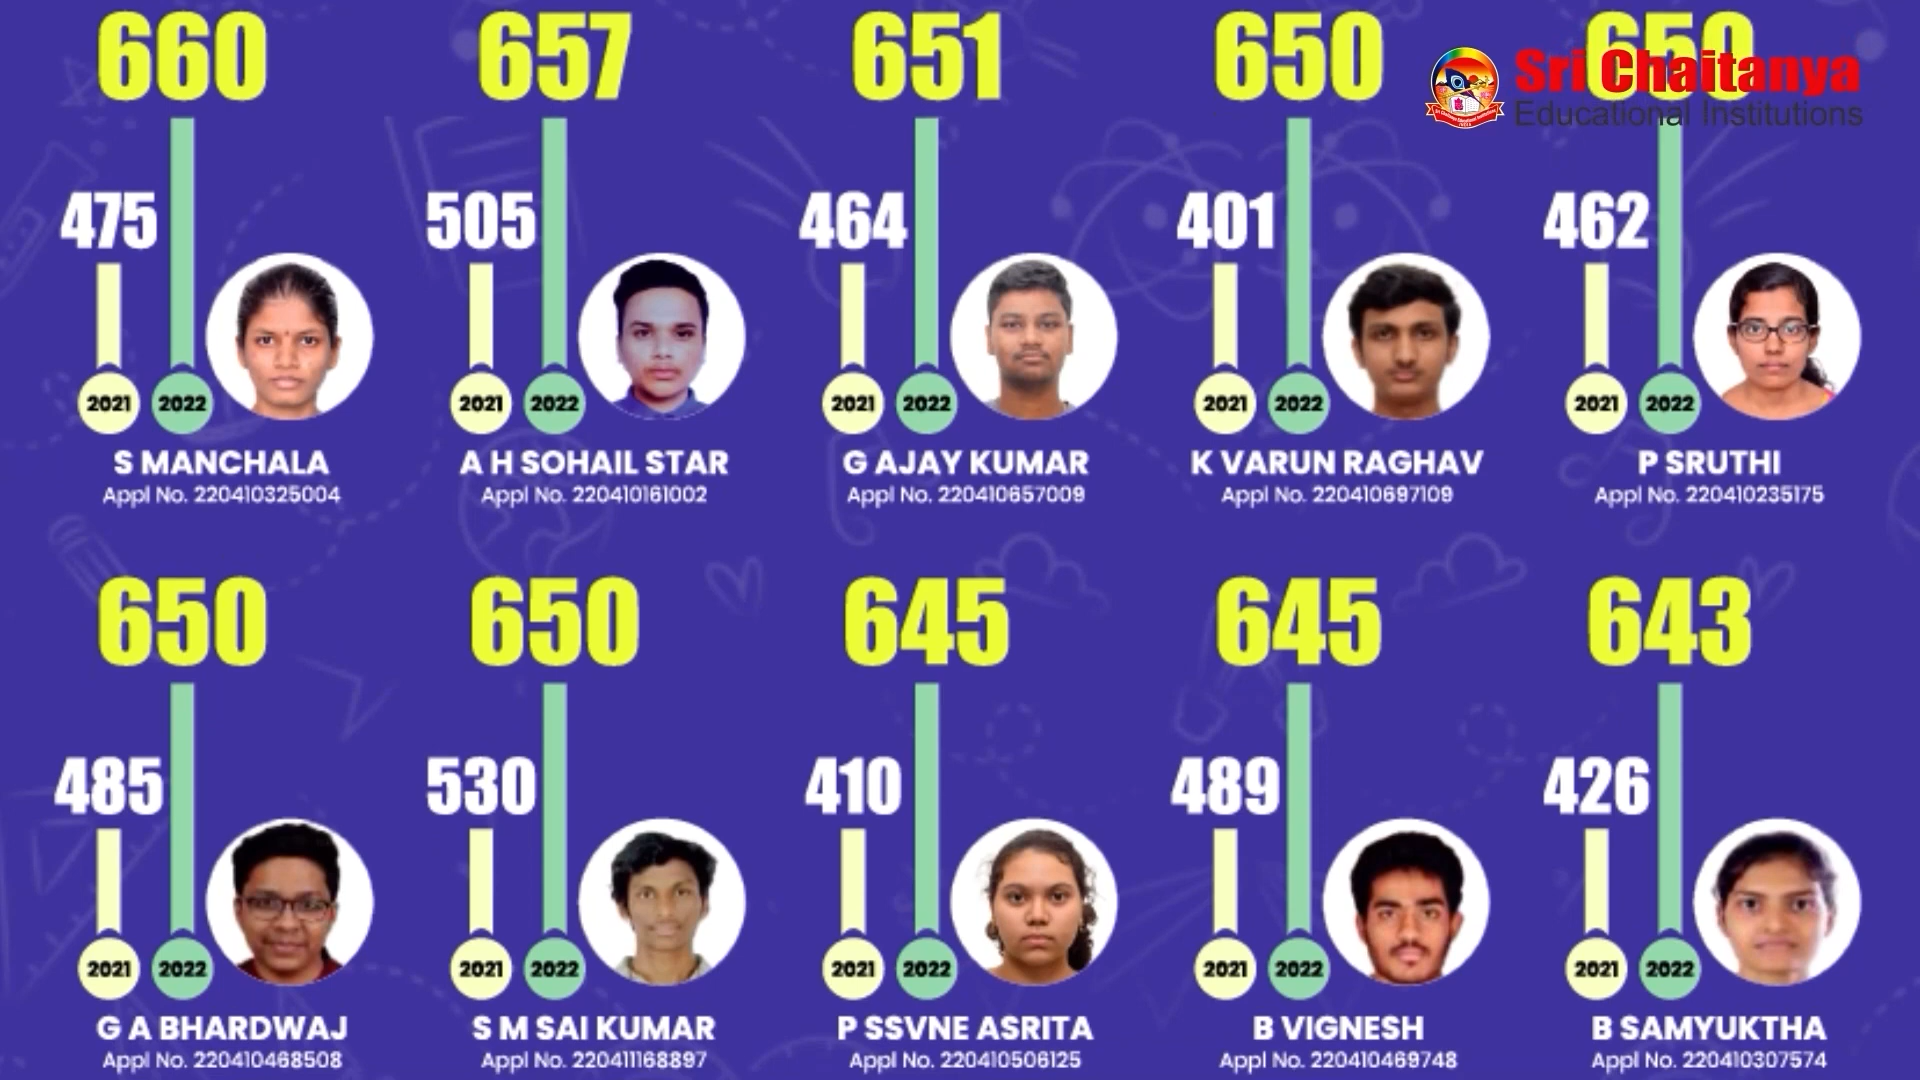 660
657
651
650
650
Sri Chaitanya
Educational Institutions
475
505
464
401
462
2021 2022
2021 2022
2021 2022
2021 2022
2021 2022
S MANCHALA
Appl No. 220410325004
A H SOHAIL STAR
Appl No. 220410161002
G AJAY KUMAR
Appl No. 220410657009
K VARUN RAGHAV
Appl No. 220410697109
P SRUTHI
Appl No. 220410235175
650
650
645
645
643
485
530
410
489
426
2021 2022
2021 2022
2021 2022
2021 2022
2021 2022
G A BHARDWAJ
Appl No. 220410468508
S M SAI KUMAR
Appl No. 220411168897
P SSVNE ASRITA
Appl No. 220410506125
B VIGNESH
Appl No. 220410469748
B SAMYUKTHA
Appl No. 220410307574